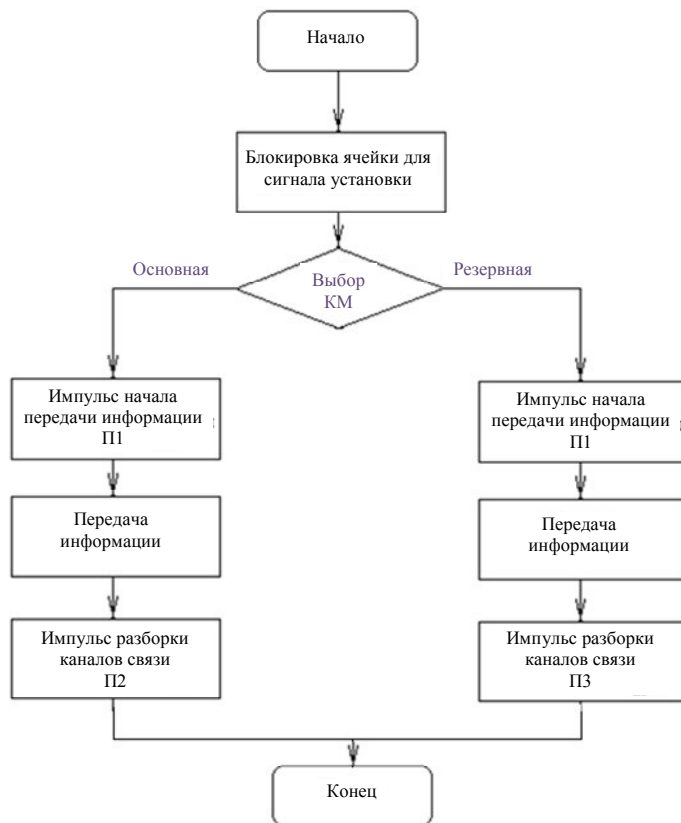 Начало
Блокировка ячейки для
сигнала установки
Основная
Выбор
КМ
Резервная
Импульс начала
передачи информации
П1
Передача
информации
Импульс разборки
каналов связи
П2
Импульс начала
передачи информации
П1
Передача
информации
Импульс разборки
каналов связи
П3
Конец